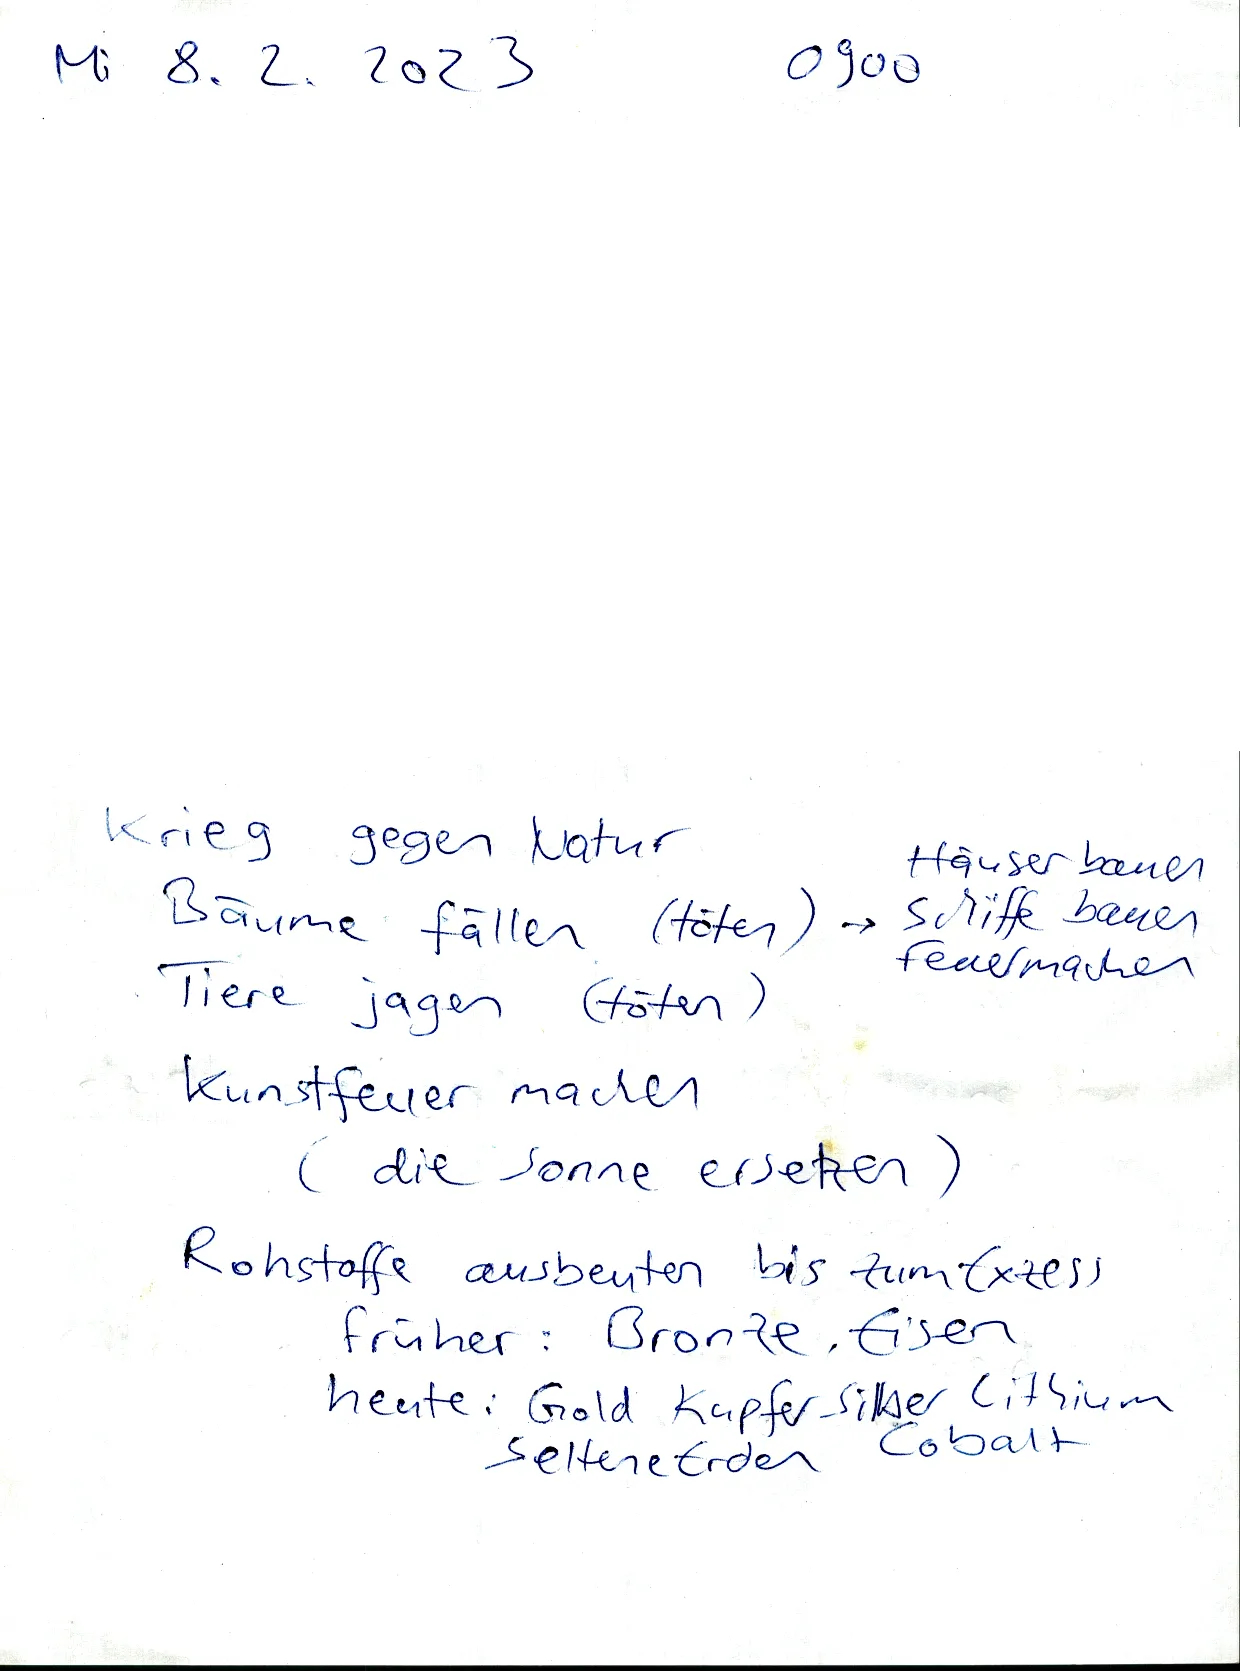 Mi 8. 2. 2023 0900
Krieg gegen Natur
Häuser bauen
Bäume fällen (töten) → Schiffe bauen
Feuermachen
Tiere jagen (töten)
Kunstfeuer machen
( die Sonne ersetzen )
Rohstoffe ausbeuten bis zum Exzess
früher: Bronze, Eisen
heute: Gold Kupfer Silber Lithium
Seltene Erden Cobalt